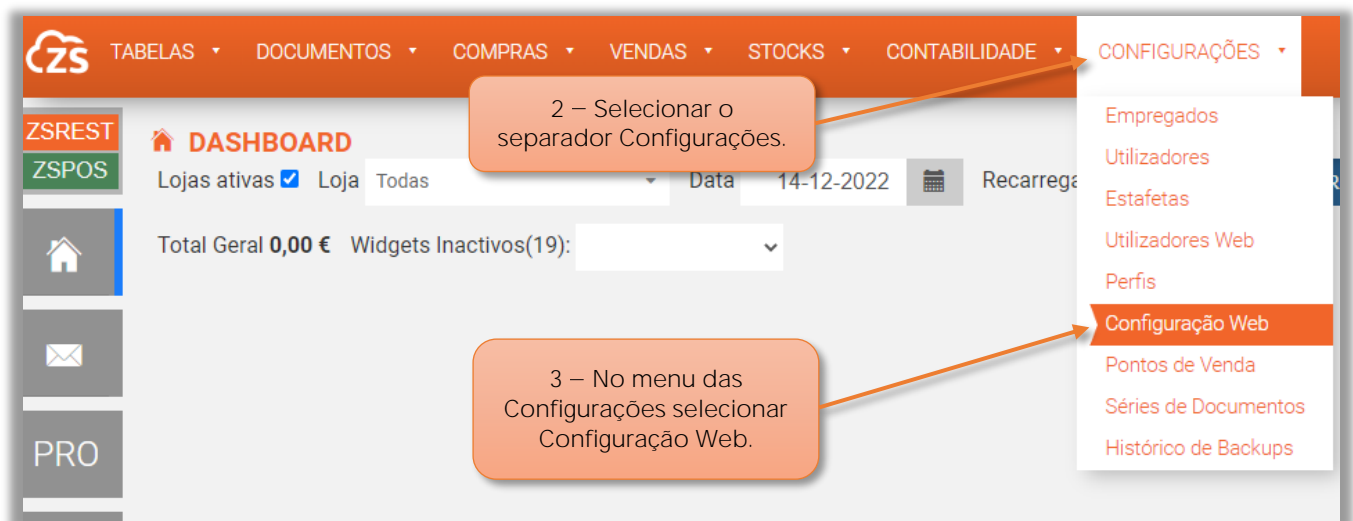 ZS TABELAS DOCUMENTOS COMPRAS VENDAS STOCKS CONTABILIDADE CONFIGURAÇÕES
2 – Selecionar o
separador Configurações.
ZSREST
ZSPOS
DASHBOARD
Lojas ativas Loja Todas Data 14-12-2022 Recarrega
Total Geral 0,00 € Widgets Inactivos(19):
Empregados
Utilizadores
Estafetas
Utilizadores Web
Perfis
Configuração Web
Pontos de Venda
Séries de Documentos
Histórico de Backups
3 – No menu das
Configurações selecionar
Configuração Web.
PRO